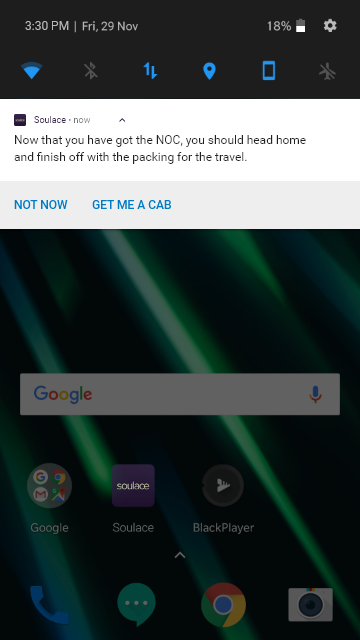 3:30 PM | Fri, 29 Nov 18%
Soulace • now
Now that you have got the NOC, you should head home
and finish off with the packing for the travel.
NOT NOW GET ME A CAB
Google
soulace
Google Soulace BlackPlayer